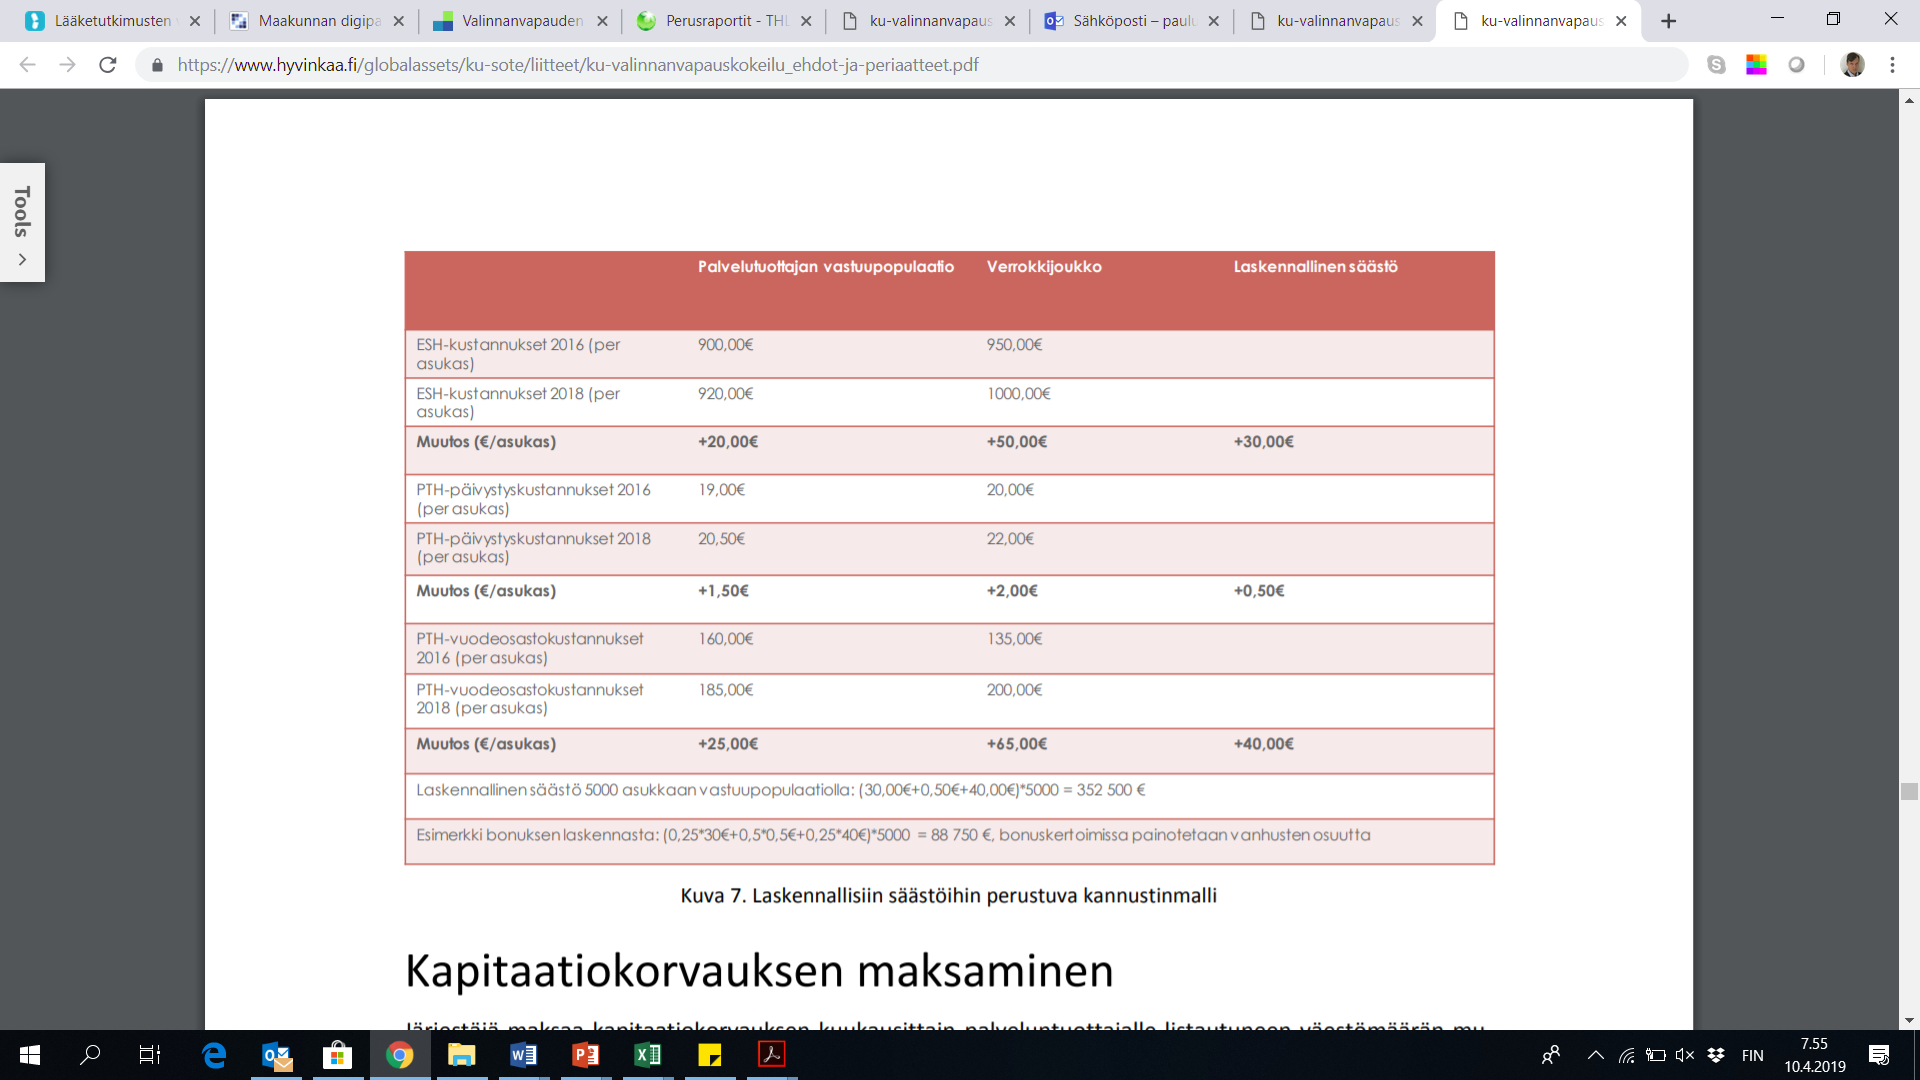 Lääketutkimusten
Maakunnan digipa
Valinnanvapauden
Perusraportit - THL
ku-valinnanvapaus
Sähköposti – paulu
ku-valinnanvapaus
ku-valinnanvapaus
https://www.hyvinkaa.fi/globalassets/ku-sote/liitteet/ku-valinnanvapauskokeilu_ehdot-ja-periaatteet.pdf
Tools
Palvelutuottajan vastuupopulaatio Verrokkijoukko Laskennallinen säästö
ESH-kustannukset 2016 (per 900,00€ 950,00€
asukas)
ESH-kustannukset 2018 (per 920,00€ 1000,00€
asukas)
Muutos (€/asukas) +20,00€ +50,00€ +30,00€
PTH-päivystyskustannukset 2016 19,00€ 20,00€
(per asukas)
PTH-päivystyskustannukset 2018 20,50€ 22,00€
(per asukas)
Muutos (€/asukas) +1,50€ +2,00€ +0,50€
PTH-vuodeosastokustannukset 160,00€ 135,00€
2016 (per asukas)
PTH-vuodeosastokustannukset 185,00€ 200,00€
2018 (per asukas)
Muutos (€/asukas) +25,00€ +65,00€ +40,00€
Laskennallinen säästö 5000 asukkaan vastuupopulaatiolla: (30,00€+0,50€+40,00€)*5000 = 352 500 €
Esimerkki bonuksen laskennasta: (0,25*30€+0,5*0,5€+0,25*40€)*5000 = 88 750 €, bonuskertoimissa painotetaan vanhusten osuutta
Kuva 7. Laskennallisiin säästöihin perustuva kannustinmalli
Kapitaatiokorvauksen maksaminen
Järjestäjä maksaa kapitaatiokorvauksen kuukausittain palveluntuottajalle listautuneen väestömäärän mu
FIN
7.55
10.4.2019